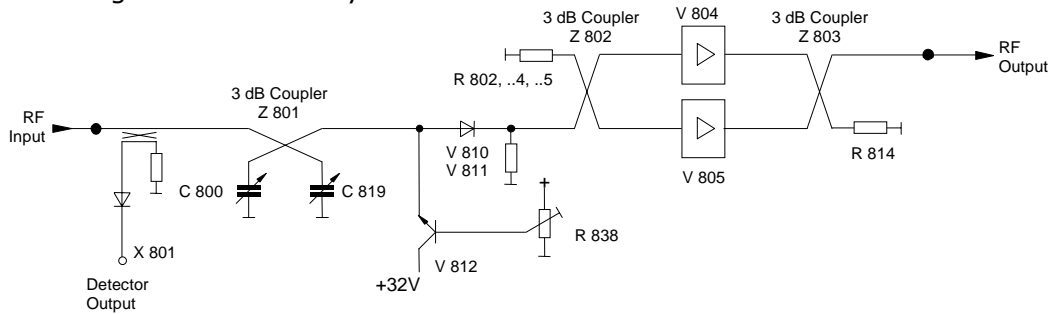 3 dB Coupler
Z 802
V 804
3 dB Coupler
Z 803
RF
Output
R 802, ..4, ..5
3 dB Coupler
Z 801
RF
Input
V 810
V 811
R 814
V 805
C 800
C 819
+
R 838
X 801
V 812
+32V
Detector
Output